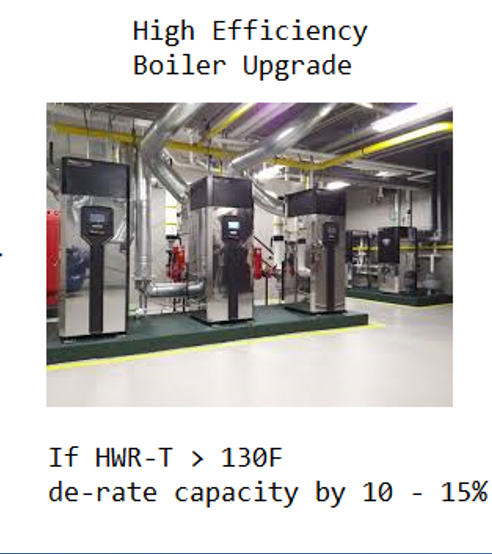 High Efficiency
Boiler Upgrade
If HWR-T > 130F
de-rate capacity by 10 - 15%